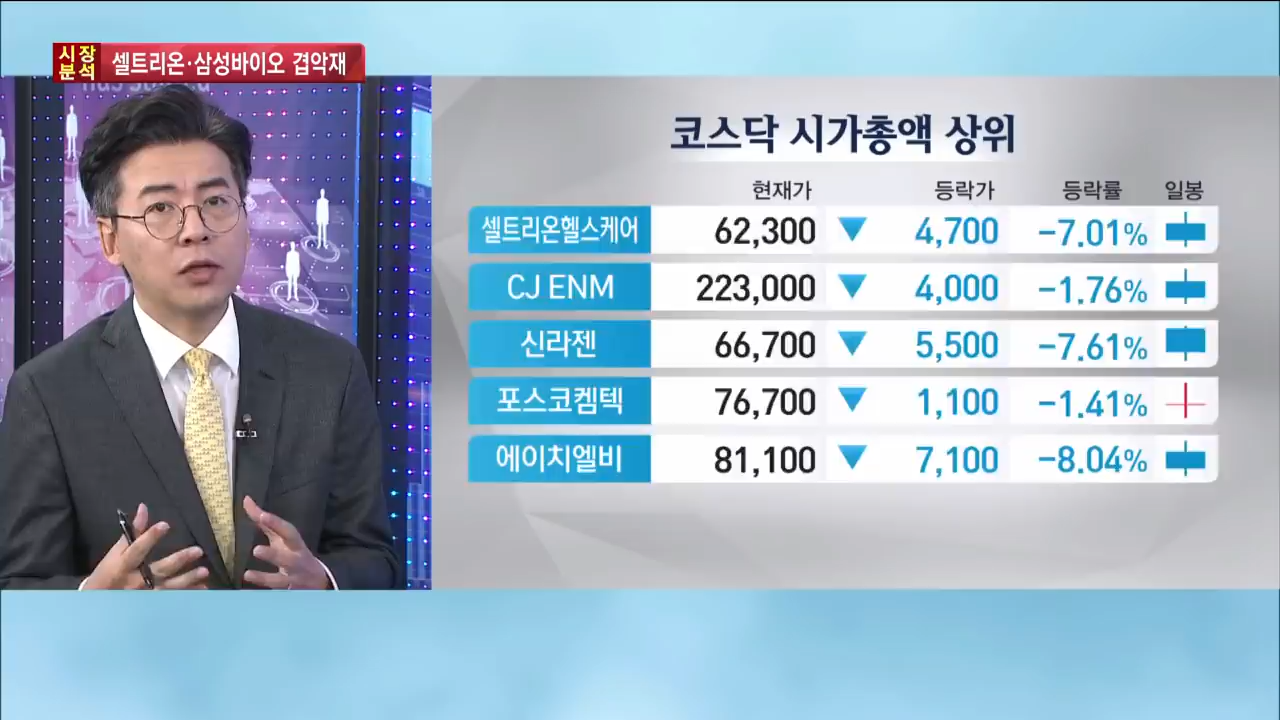 시장
분석
셀트리온·삼성바이오 겹악재
코스닥 시가총액 상위
현재가 등락가 등락률 일봉
셀트리온헬스케어 62,300 ▼ 4,700 -7.01%
CJ ENM 223,000 ▼ 4,000 -1.76%
신라젠 66,700 ▼ 5,500 -7.61%
포스코켐텍 76,700 ▼ 1,100 -1.41%
에이치엘비 81,100 ▼ 7,100 -8.04%